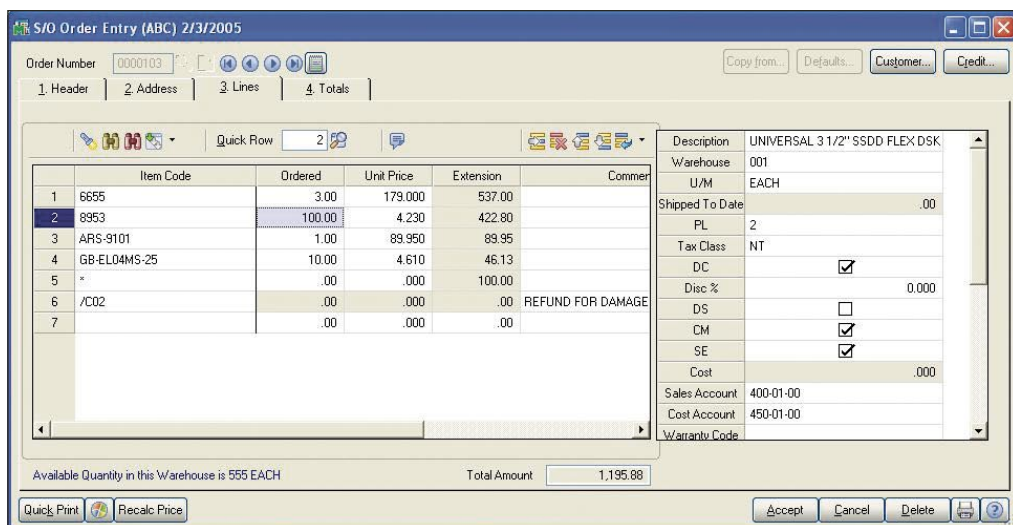 S/O Order Entry (ABC) 2/3/2005
Order Number 0000103 Copy from... Defaults... Customer... Credit...
1. Header 2. Address 3. Lines 4. Totals
Quick Row 2
Item Code Ordered Unit Price Extension Commer
1 6655 3.00 179.000 537.00
2 8953 100.00 4.230 422.80
3 ARS-9101 1.00 89.950 89.95
4 GB-EL04MS-25 10.00 4.610 46.13
5 * .00 .000 100.00
6 /C02 .00 .000 .00 REFUND FOR DAMAGE
7 .00 .000 .00
Description UNIVERSAL 3 1/2" SSDD FLEX DSK
Warehouse 001
U/M EACH
Shipped To Date .00
PL 2
Tax Class NT
DC
Disc % 0.000
DS
CM
SE
Cost .000
Sales Account 400-01-00
Cost Account 450-01-00
Warranty Code
Available Quantity in this Warehouse is 555 EACH Total Amount 1,195.88
Quick Print Recalc Price Accept Cancel Delete